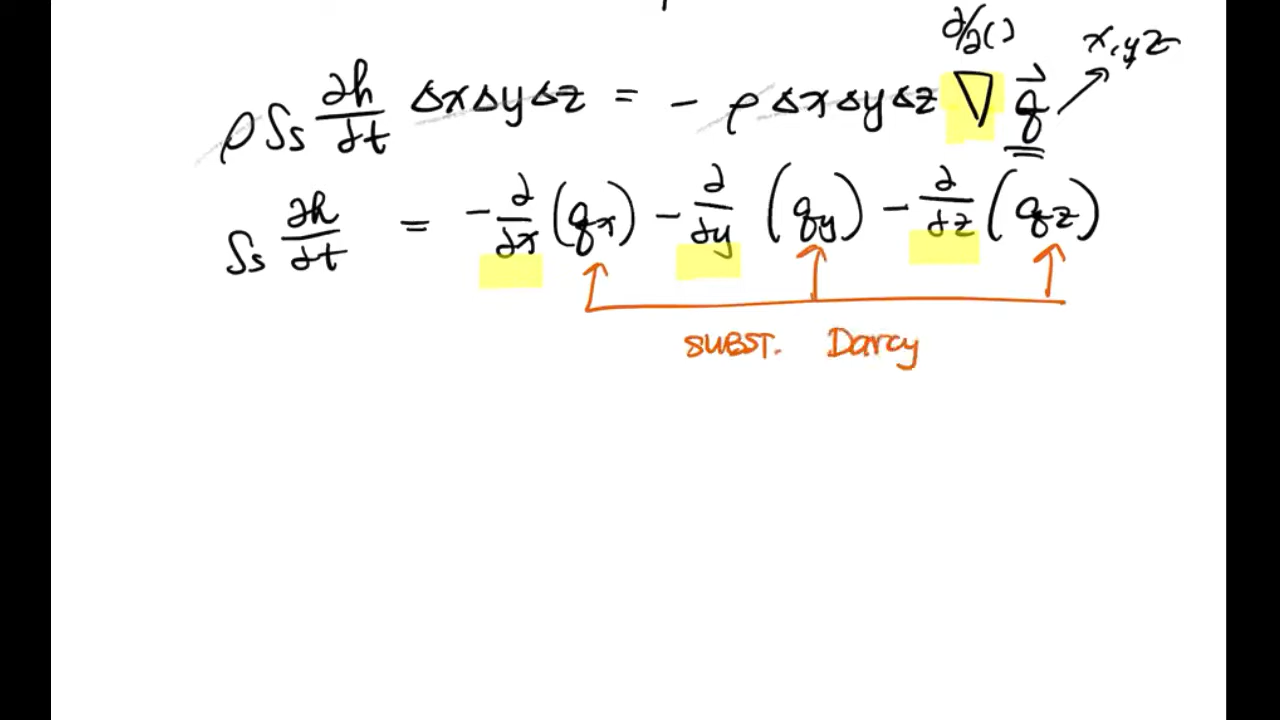 ∂/∂( ) x,y,z
ρ Ss ∂h/∂t ΔxΔyΔz = - ρ ΔxΔyΔz ∇ q⃗
Ss ∂h/∂t = - ∂/∂x (qx) - ∂/∂y (qy) - ∂/∂z (qz)
SUBST. Darcy